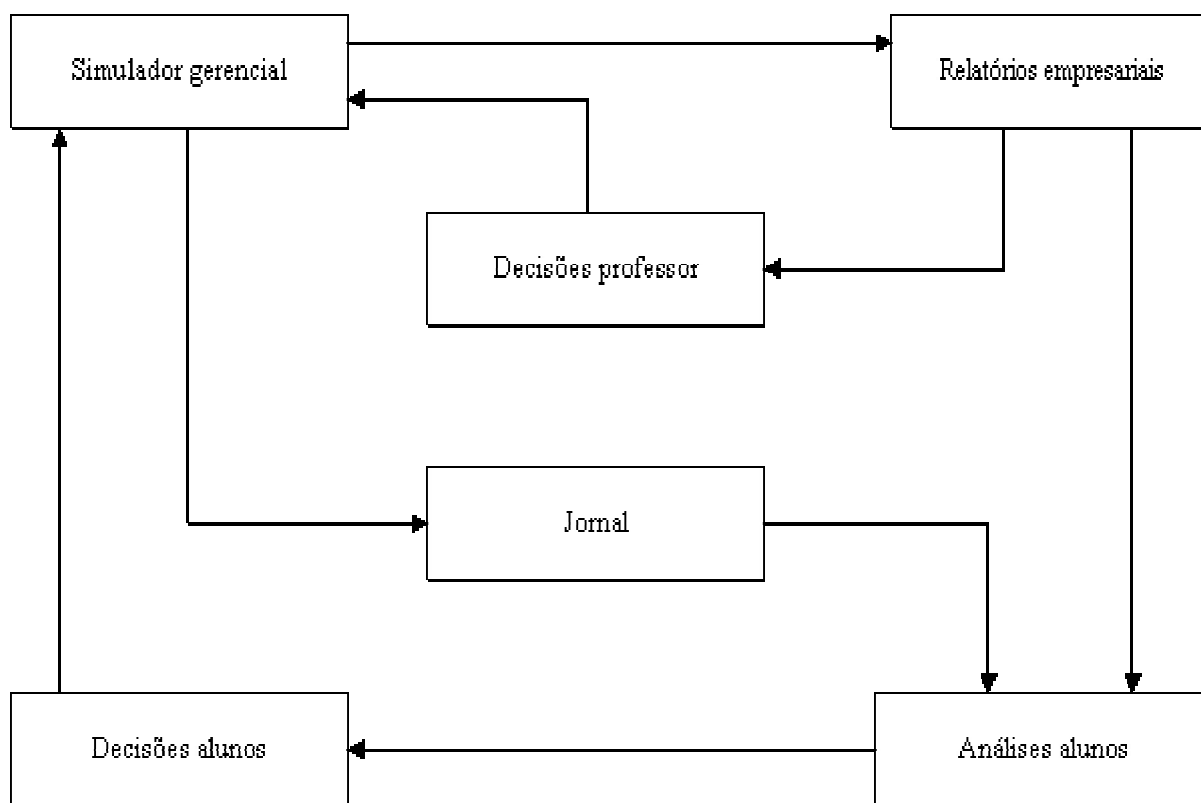 Simulador gerencial
Relatórios empresariais
Decisões professor
Jornal
Decisões alunos
Análises alunos